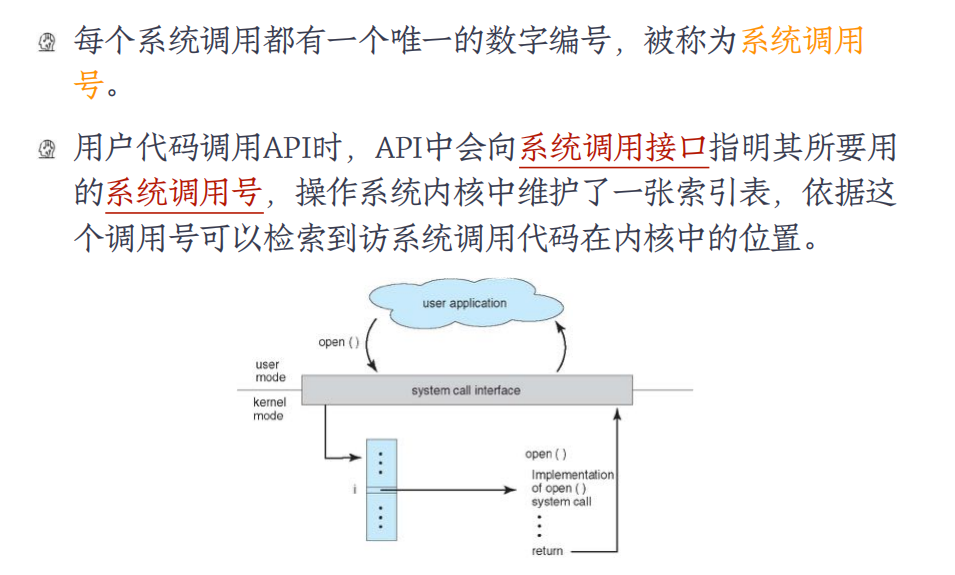 每个系统调用都有一个唯一的数字编号，被称为系统调用
号。
用户代码调用API时，API中会向系统调用接口指明其所要用
的系统调用号，操作系统内核中维护了一张索引表，依据这
个调用号可以检索到访系统调用代码在内核中的位置。
user application
open ( )
user
mode
system call interface
kernel
mode
open ( )
Implementation
i
of open ( )
system call
return